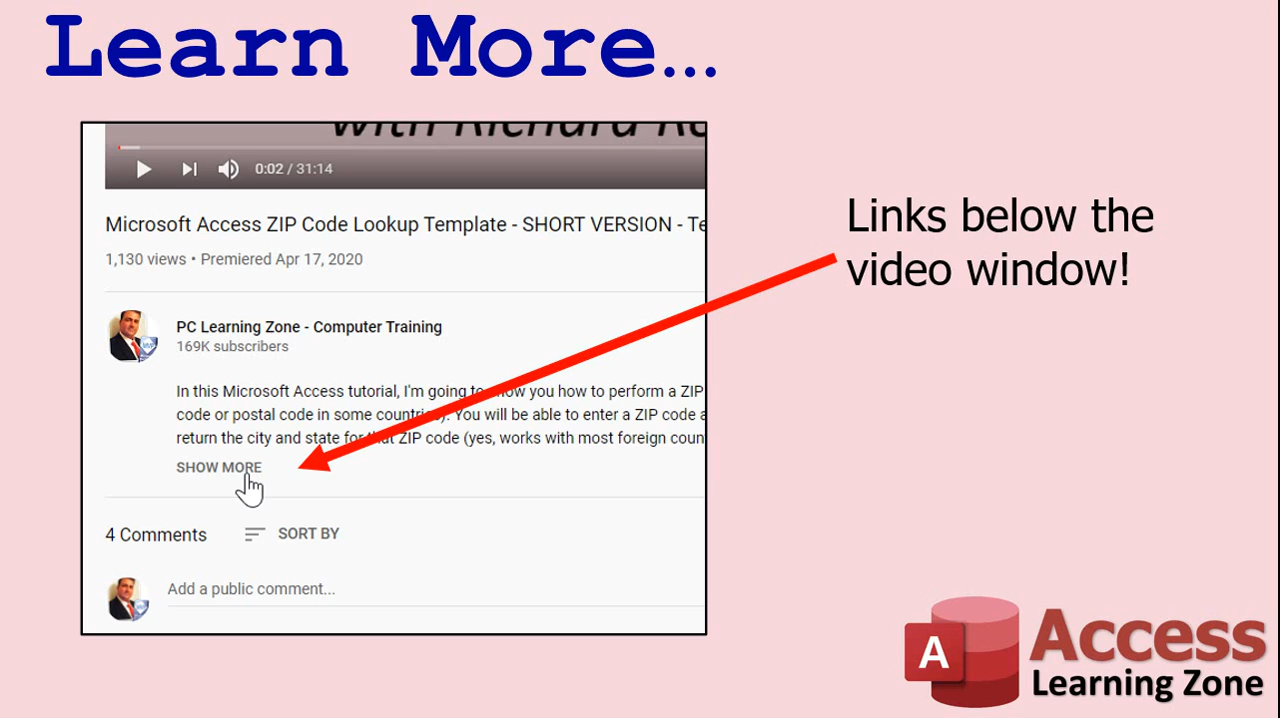 Learn More...
with Richard
0:02 / 31:14
Microsoft Access ZIP Code Lookup Template - SHORT VERSION - Te
1,130 views • Premiered Apr 17, 2020
PC Learning Zone - Computer Training
169K subscribers
In this Microsoft Access tutorial, I'm going to show you how to perform a ZIP
code or postal code in some countries). You will be able to enter a ZIP code a
return the city and state for that ZIP code (yes, works with most foreign coun
SHOW MORE
4 Comments
SORT BY
Add a public comment...
Links below the
video window!
A
Access
Learning Zone